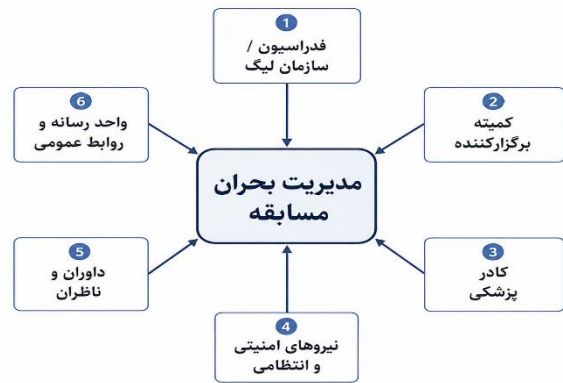 1
فدراسیون /
سازمان لیگ
2
کمیته
برگزارکننده
3
کادر
پزشکی
4
نیروهای امنیتی
و انتظامی
5
داوران و
ناظران
6
واحد رسانه و
روابط عمومی
مدیریت بحران
مسابقه